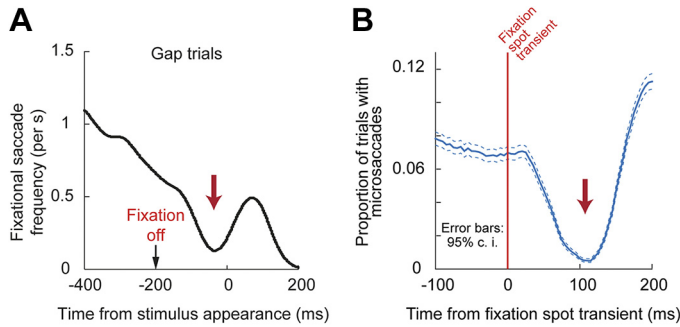 A
Gap trials
Fixational saccade
frequency (per s)
1.5
1
0.5
0
Fixation
off
-400
-200
0
200
Time from stimulus appearance (ms)
B
Fixation
spot
transient
Proportion of trials with
microsaccades
0.12
0.06
0
Error bars:
95% c. i.
-100
0
100
200
Time from fixation spot transient (ms)